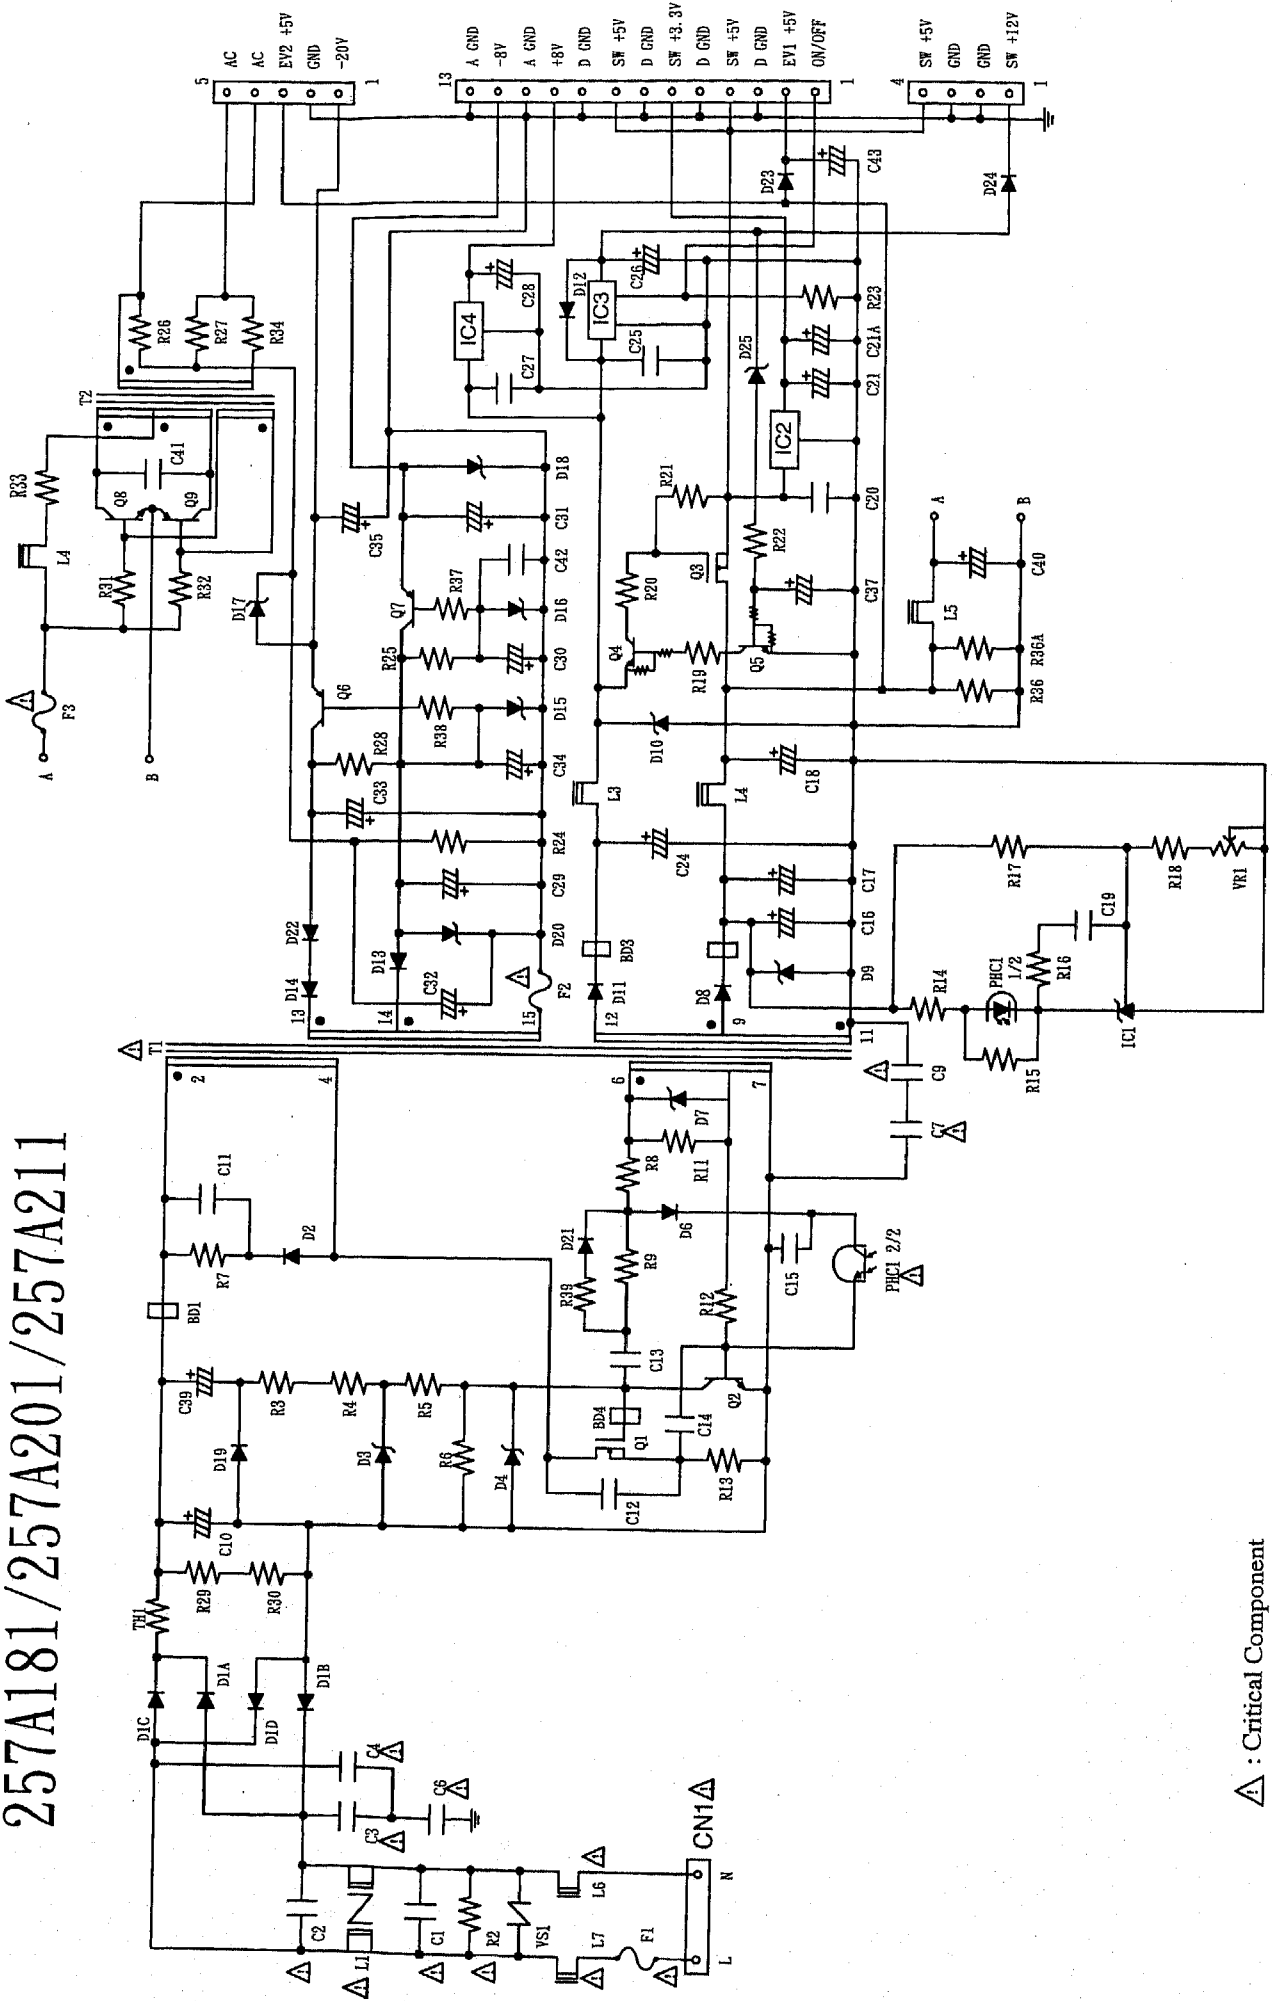 257A181/257A201/257A211
CN1
L
N
F1
L7
L6
VS1
R2
C1
L1
C2
C3
C4
C6
D1C
D1A
D1D
D1B
TH1
R29
R30
C10
D19
C39
R3
R4
R5
R6
D3
D4
BD1
R7
C11
D2
C12
Q1
BD4
C13
C14
R13
Q2
R12
R39
D21
R9
R8
D6
R11
D7
C15
PHC1 2/2
C7
C9
T1
2
4
6
7
13
14
15
12
9
11
D14
D22
D13
C32
F2
D20
C29
R24
C33
R28
C34
R38
D15
Q6
R25
C30
D16
R37
Q7
C42
C31
D18
C35
D17
A
B
F3
L4
R33
R31
R32
Q8
Q9
C41
T2
R26
R27
R34
D11
BD3
D8
D9
C16
C17
C24
L3
L4
C18
D10
R19
Q4
Q5
R20
Q3
R21
R22
C37
C20
IC2
D25
C21
C21A
R23
IC4
C27
C28
IC3
D12
C25
C26
D23
C43
D24
R36
R36A
L5
C40
A
B
R14
PHC1
1/2
R15
R16
IC1
C19
R17
R18
VR1
5
AC
AC
EV2 +5V
GND
-20V
1
13
A GND
-8V
A GND
+8V
D GND
SW +5V
D GND
SW +3.3V
D GND
SW +5V
D GND
EV1 +5V
ON/OFF
1
4
SW +5V
GND
GND
SW +12V
1
: Critical Component